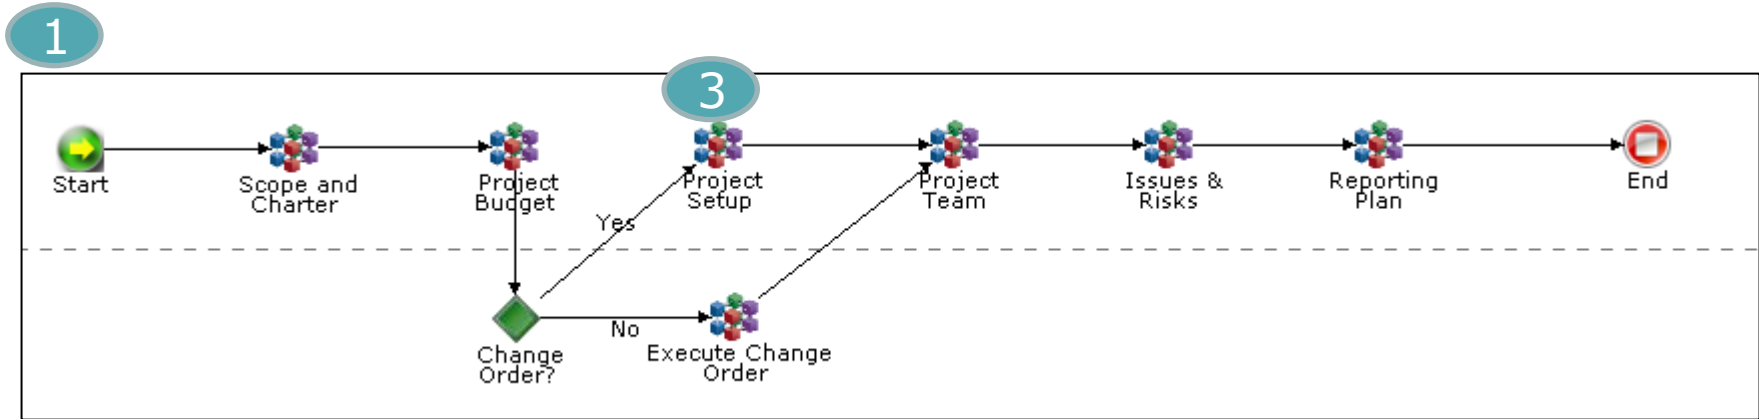 1
3
Start
Scope and
Charter
Project
Budget
Project
Setup
Project
Team
Issues &
Risks
Reporting
Plan
End
Yes
No
Change
Order?
Execute Change
Order